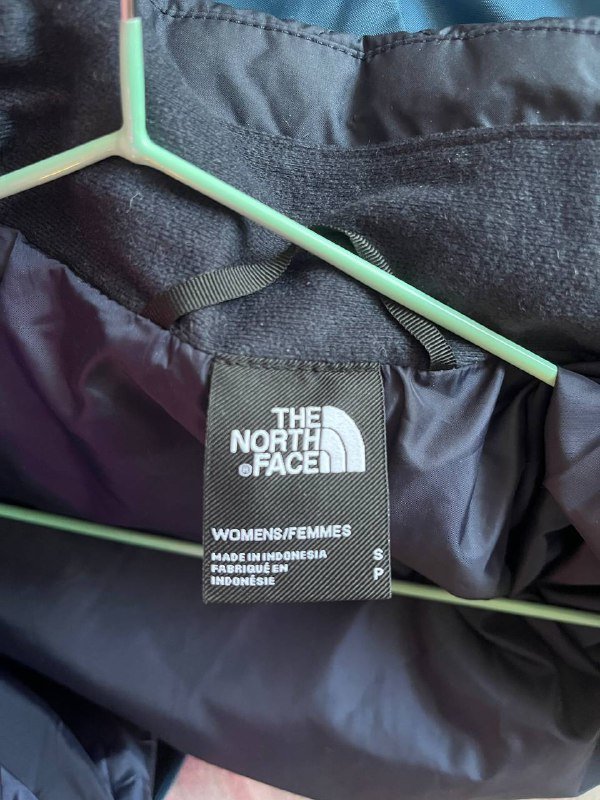 THE
NORTH
® FACE
WOMENS/FEMMES
MADE IN INDONESIA
FABRIQUÉ EN
INDONÉSIE
S
P